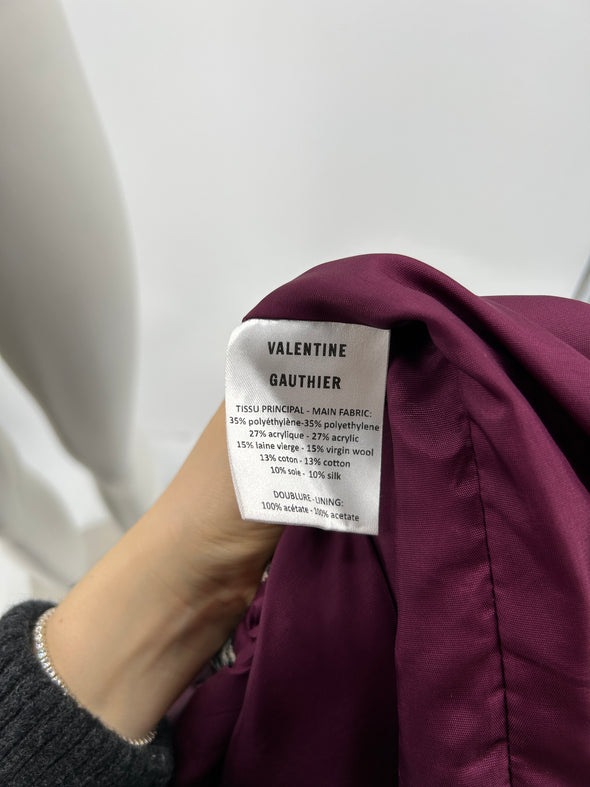 VALENTINE
GAUTHIER
TISSU PRINCIPAL - MAIN FABRIC:
35% polyéthylène-35% polyethylene
27% acrylique - 27% acrylic
15% laine vierge - 15% virgin wool
13% coton - 13% cotton
10% soie - 10% silk
DOUBLURE-LINING:
100% acétate - 100% acetate